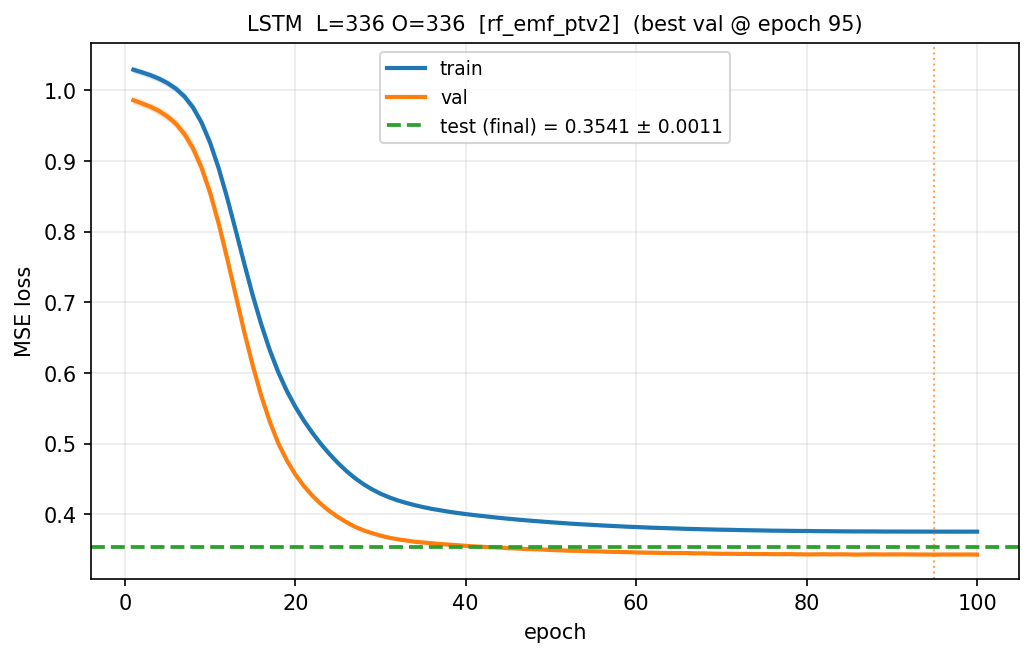 LSTM  L=336 O=336  [rf_emf_ptv2]  (best val @ epoch 95)
train
val
test (final) = 0.3541 ± 0.0011
MSE loss
1.0
0.9
0.8
0.7
0.6
0.5
0.4
0 20 40 60 80 100
epoch